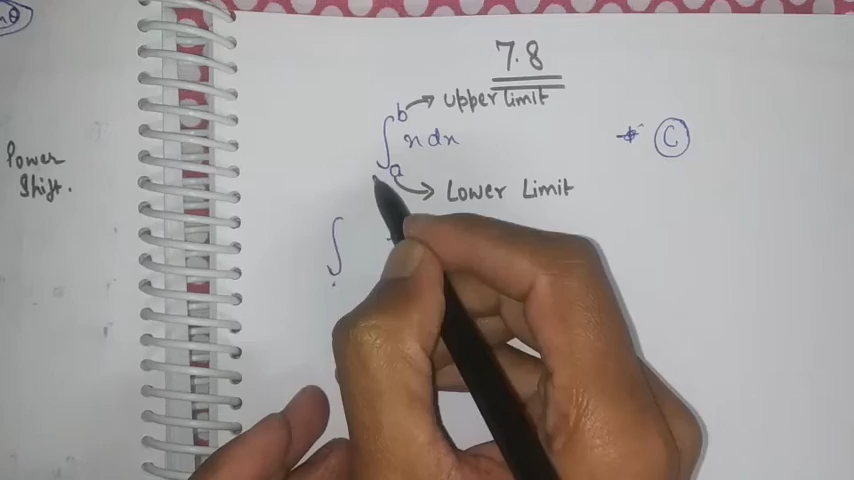 7.8
b → Upper limit
∫ x dx
* C
a → Lower Limit
∫
Power
Shift.